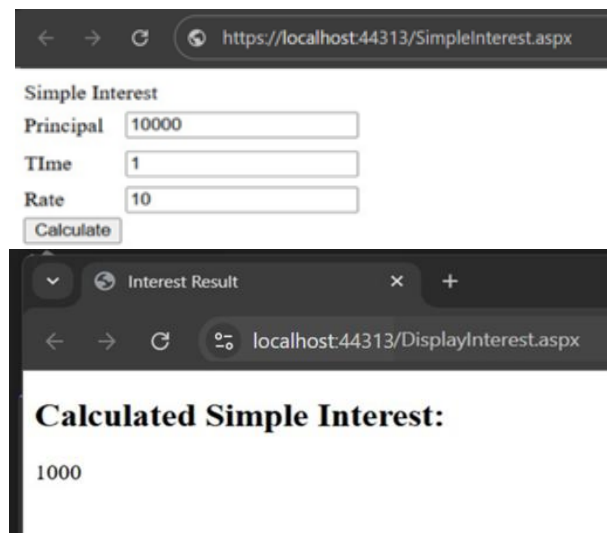 https://localhost:44313/SimpleInterest.aspx
Simple Interest
Principal 10000
TIme 1
Rate 10
Calculate
Interest Result
localhost:44313/DisplayInterest.aspx
Calculated Simple Interest:
1000